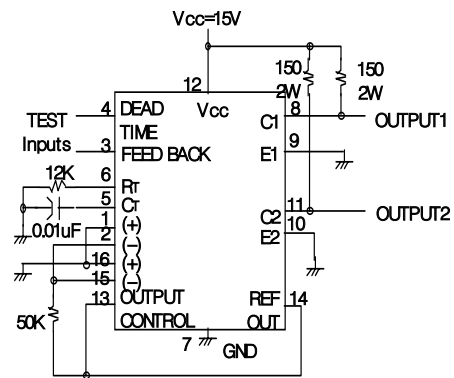 Vcc=15V
150
2W
150
2W
12
Vcc
4
DEAD
TIME
8
C1
OUTPUT1
TEST
Inputs
3
FEED BACK
9
E1
12K
6
RT
5
CT
0.01uF
1
(+)
2
(−)
16
(+)
15
(−)
13
OUTPUT
CONTROL
11
C2
OUTPUT2
10
E2
50K
REF
OUT
14
7
GND